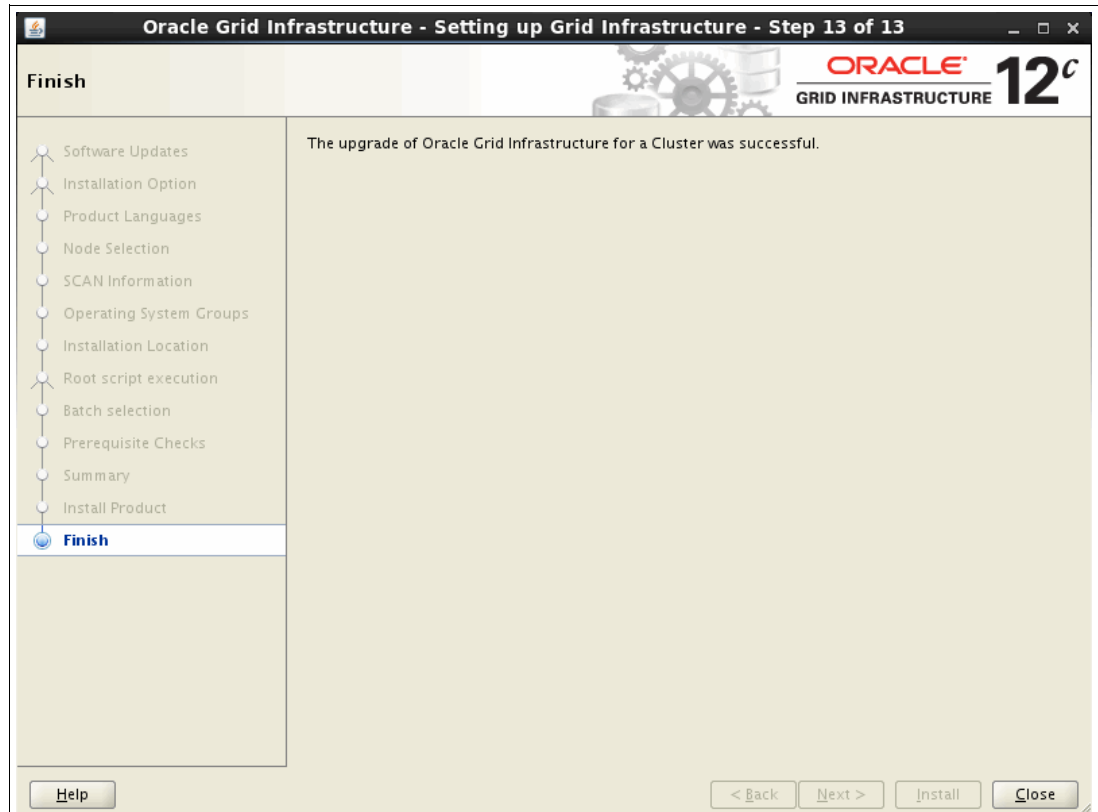 Oracle Grid Infrastructure - Setting up Grid Infrastructure - Step 13 of 13
Finish
ORACLE
GRID INFRASTRUCTURE
12c
Software Updates
Installation Option
Product Languages
Node Selection
SCAN Information
Operating System Groups
Installation Location
Root script execution
Batch selection
Prerequisite Checks
Summary
Install Product
Finish
The upgrade of Oracle Grid Infrastructure for a Cluster was successful.
Help
< Back
Next >
Install
Close